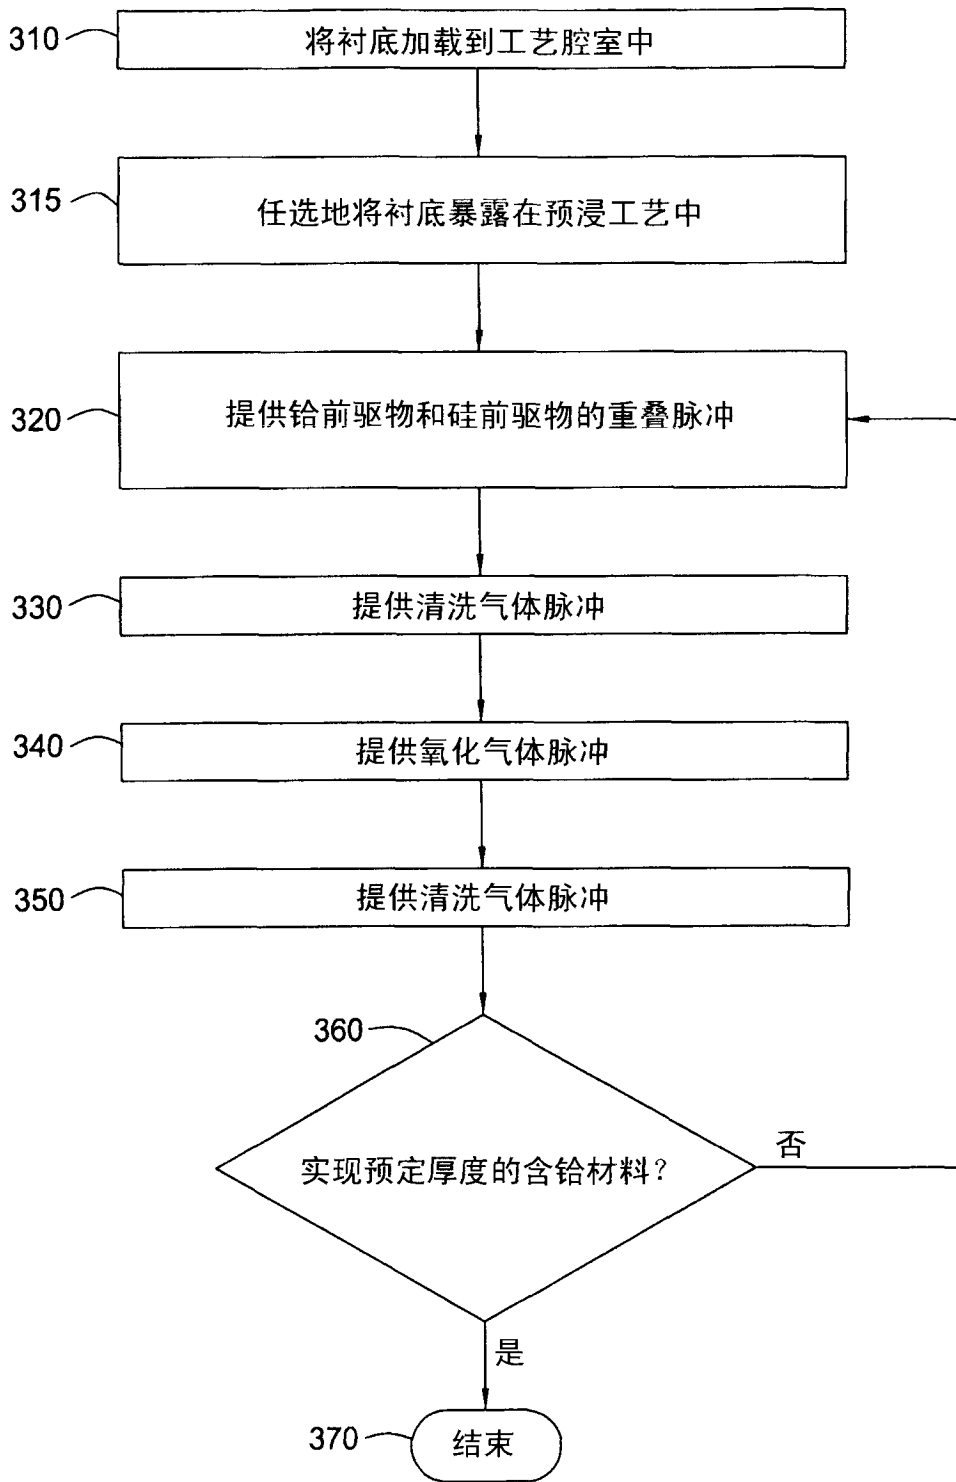 310
将衬底加载到工艺腔室中
315
任选地将衬底暴露在预浸工艺中
320
提供铪前驱物和硅前驱物的重叠脉冲
330
提供清洗气体脉冲
340
提供氧化气体脉冲
350
提供清洗气体脉冲
360
实现预定厚度的含铪材料?
否
是
370
结束